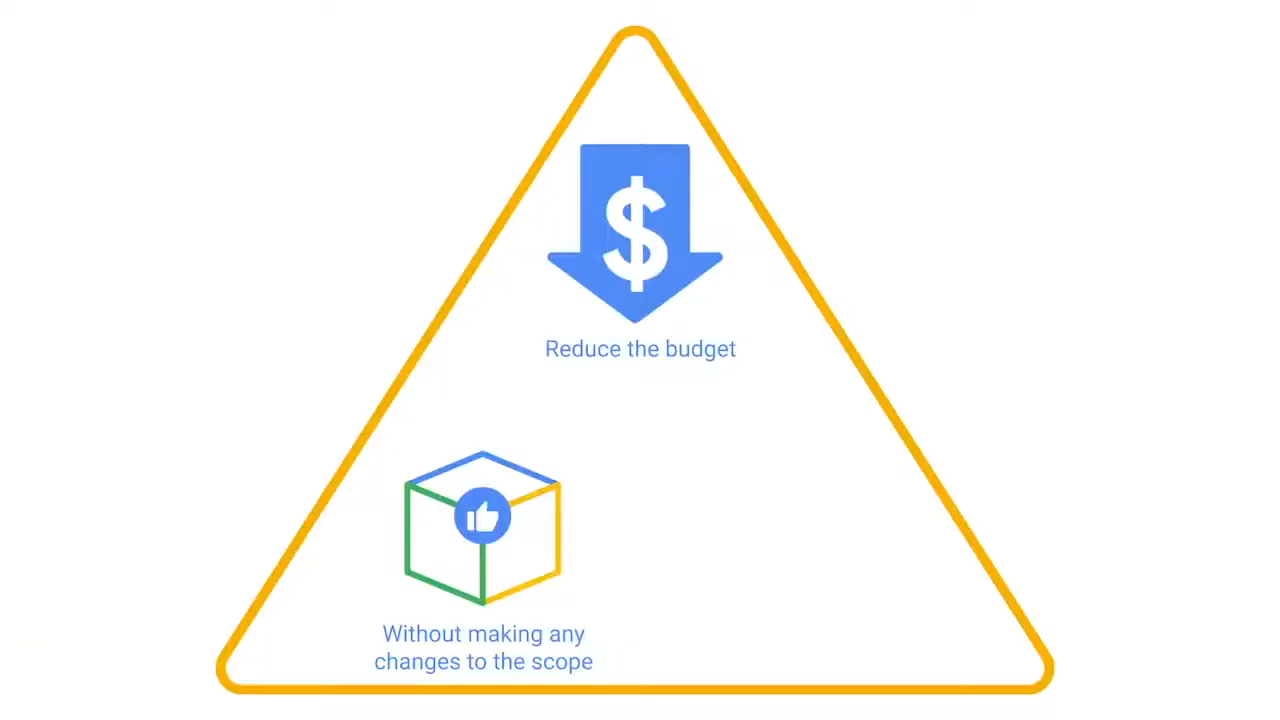 $
Reduce the budget
Without making any
changes to the scope